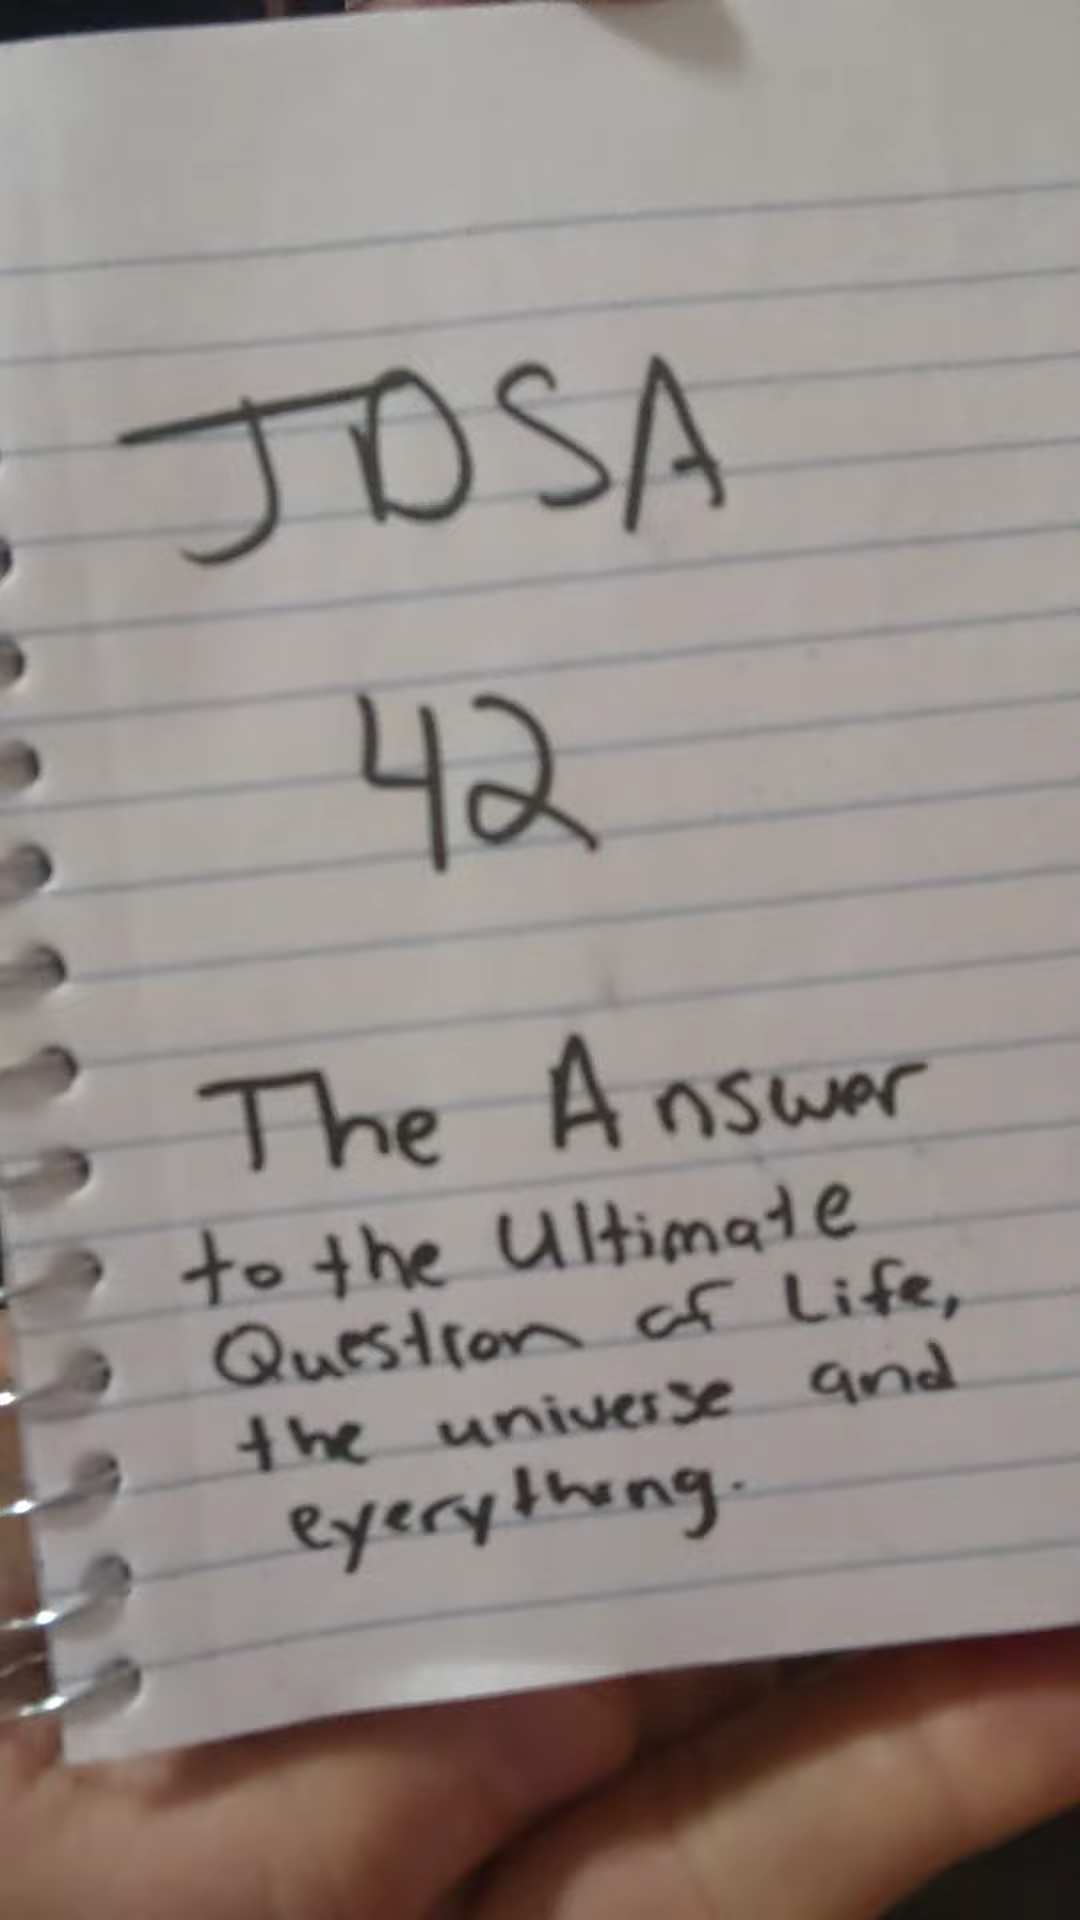 JDSA
42
The Answer
to the Ultimate
Question of Life,
the universe and
everything.